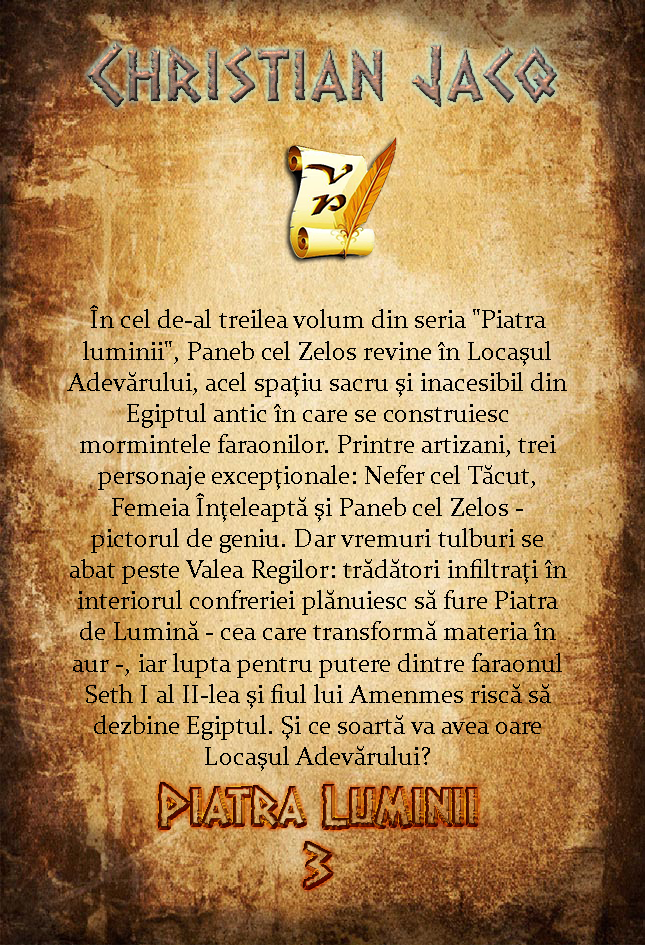 CHRISTIAN JACQ
V
n
În cel de-al treilea volum din seria "Piatra
luminii", Paneb cel Zelos revine în Locaşul
Adevărului, acel spaţiu sacru şi inacesibil din
Egiptul antic în care se construiesc
mormintele faraonilor. Printre artizani, trei
personaje excepţionale: Nefer cel Tăcut,
Femeia Înţeleaptă şi Paneb cel Zelos -
pictorul de geniu. Dar vremuri tulburi se
abat peste Valea Regilor: trădători infiltraţi în
interiorul confreriei plănuiesc să fure Piatra
de Lumină - cea care transformă materia în
aur -, iar lupta pentru putere dintre faraonul
Seth I al II-lea şi fiul lui Amenmes riscă să
dezbine Egiptul. Şi ce soartă va avea oare
Locaşul Adevărului?
PIATRA LUMINII
3